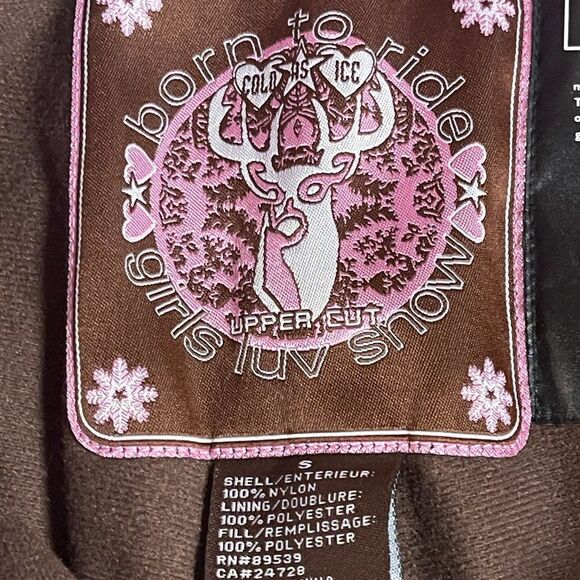 born to ride
COLD AS ICE
UPPER CUT
girls luv snow
S
SHELL/ENTERIEUR:
100% NYLON
LINING/DOUBLURE:
100% POLYESTER
FILL/REMPLISSAGE:
100% POLYESTER
RN#89539
CA#24728